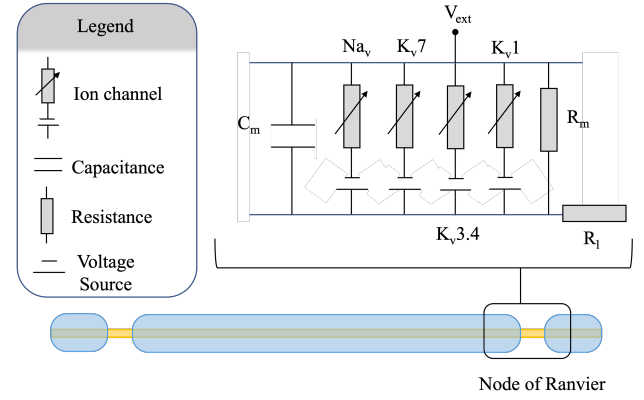 Legend
Ion channel
Capacitance
Resistance
Voltage
Source
V_ext
Na_v
K_v7
K_v1
C_m
R_m
K_v3.4
R_l
Node of Ranvier